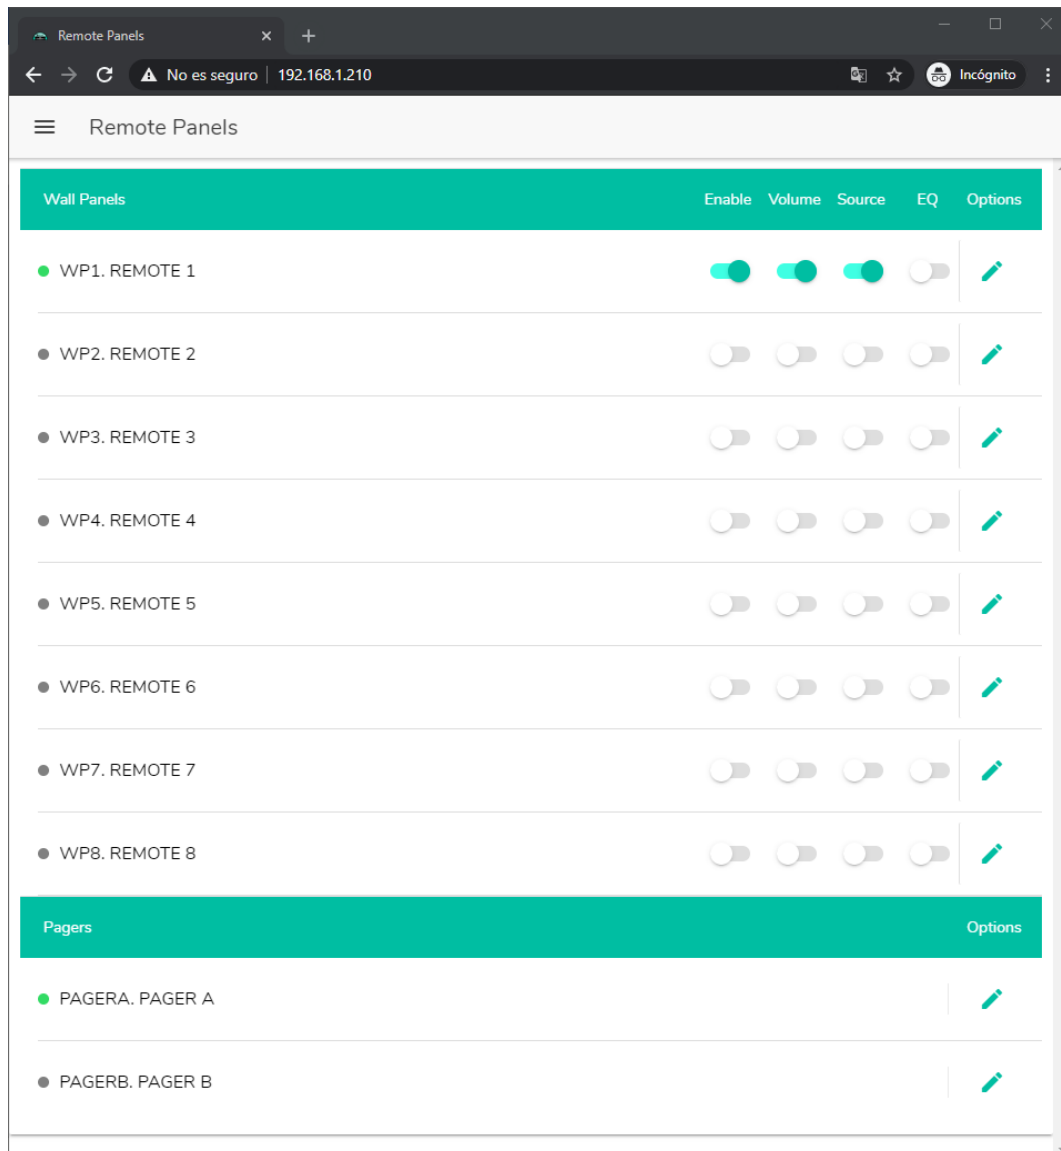 Remote Panels
No es seguro | 192.168.1.210
Incógnito
Remote Panels
Wall Panels Enable Volume Source EQ Options
WP1. REMOTE 1
WP2. REMOTE 2
WP3. REMOTE 3
WP4. REMOTE 4
WP5. REMOTE 5
WP6. REMOTE 6
WP7. REMOTE 7
WP8. REMOTE 8
Pagers Options
PAGERA. PAGER A
PAGERB. PAGER B